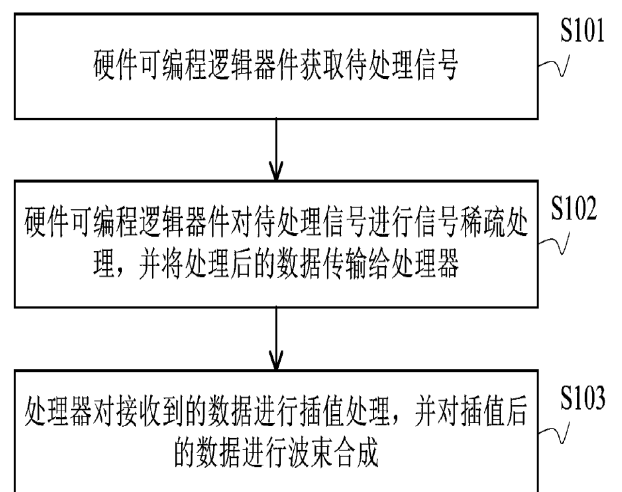 S101
硬件可编程逻辑器件获取待处理信号
S102
硬件可编程逻辑器件对待处理信号进行信号稀疏处
理，并将处理后的数据传输给处理器
S103
处理器对接收到的数据进行插值处理，并对插值后
的数据进行波束合成